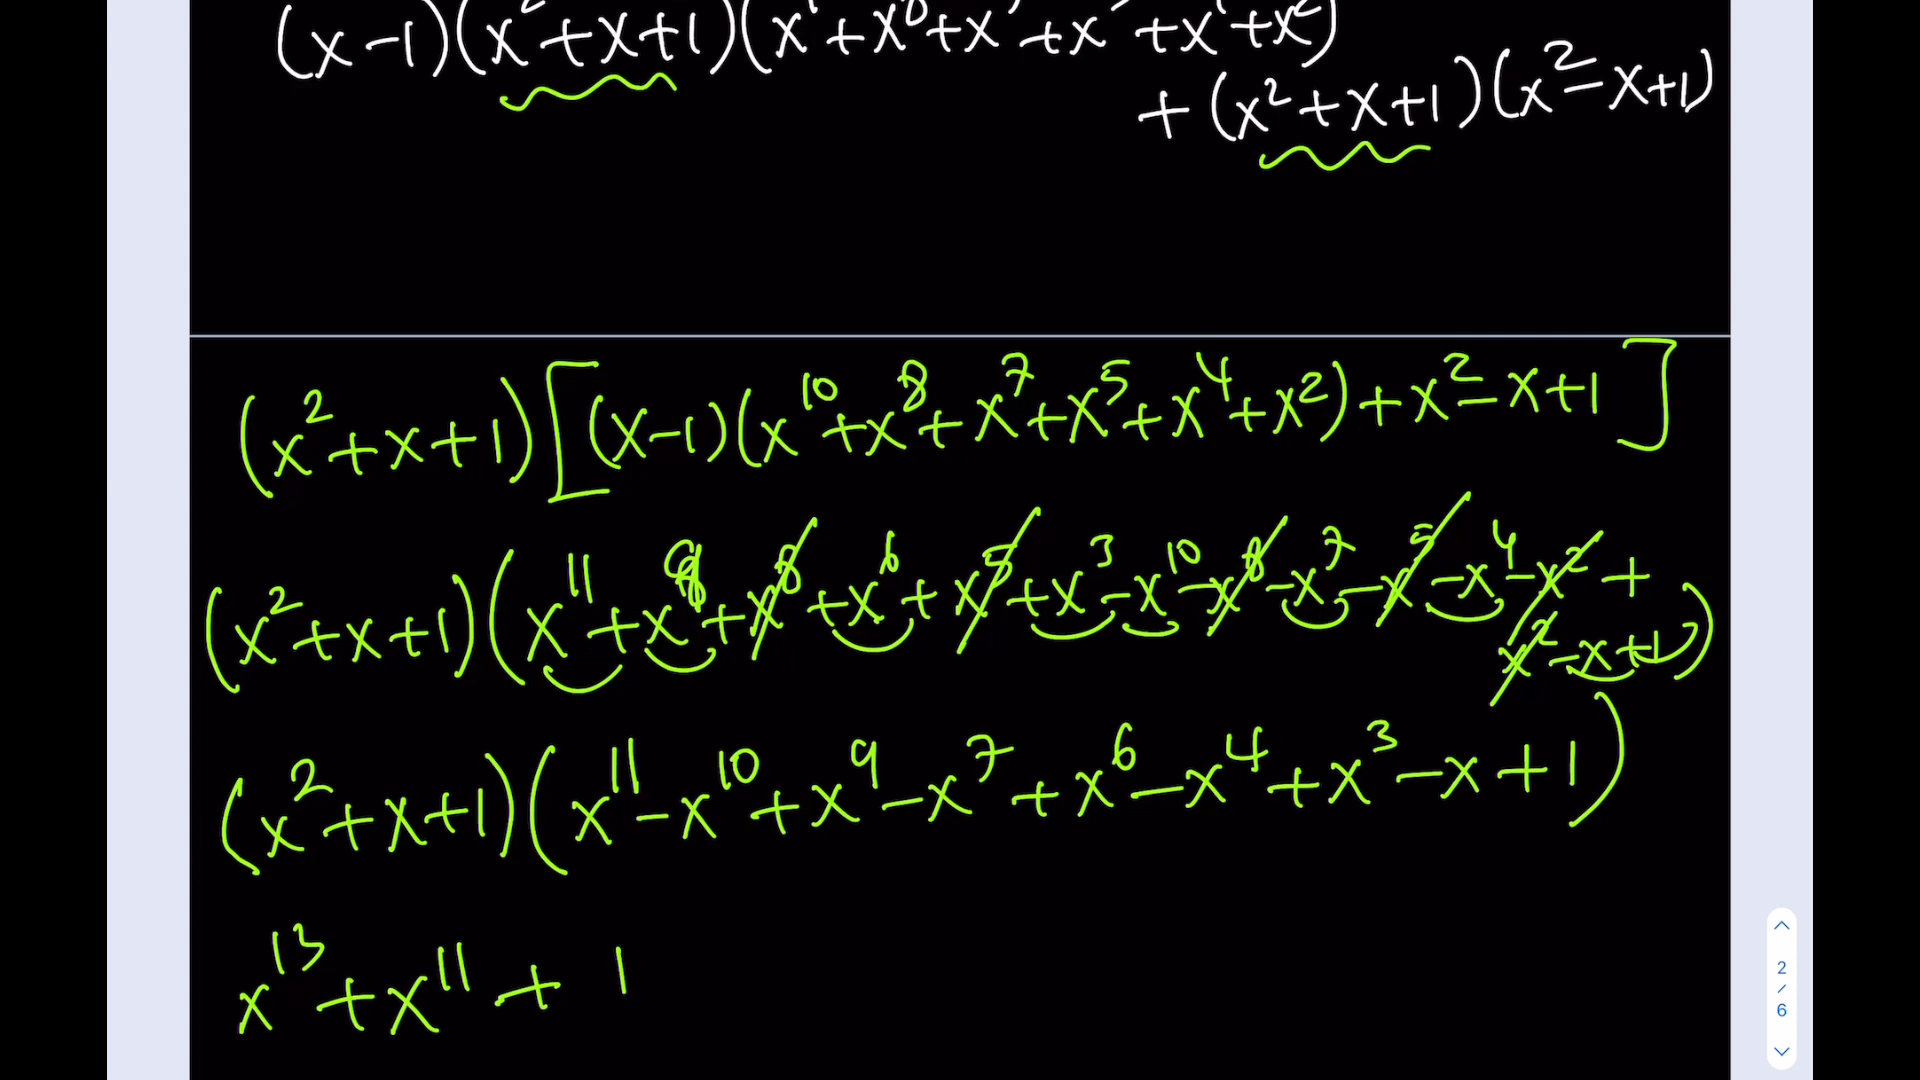 (x-1)(x²+x+1)(x +x⁸+x +x +x +x²)
+(x²+x+1)(x²-x+1)
(x²+x+1)[(x-1)(x¹⁰+x⁸+x⁷+x⁵+x⁴+x²)+x²-x+1]
(x²+x+1)(x¹¹+x⁹+x⁸+x⁶+x⁵+x³-x¹⁰-x⁸-x⁷-x⁵-x⁴-x²+
x²-x+1)
(x²+x+1)(x¹¹-x¹⁰+x⁹-x⁷+x⁶-x⁴+x³-x+1)
x¹³+x¹¹+1
2
/
6